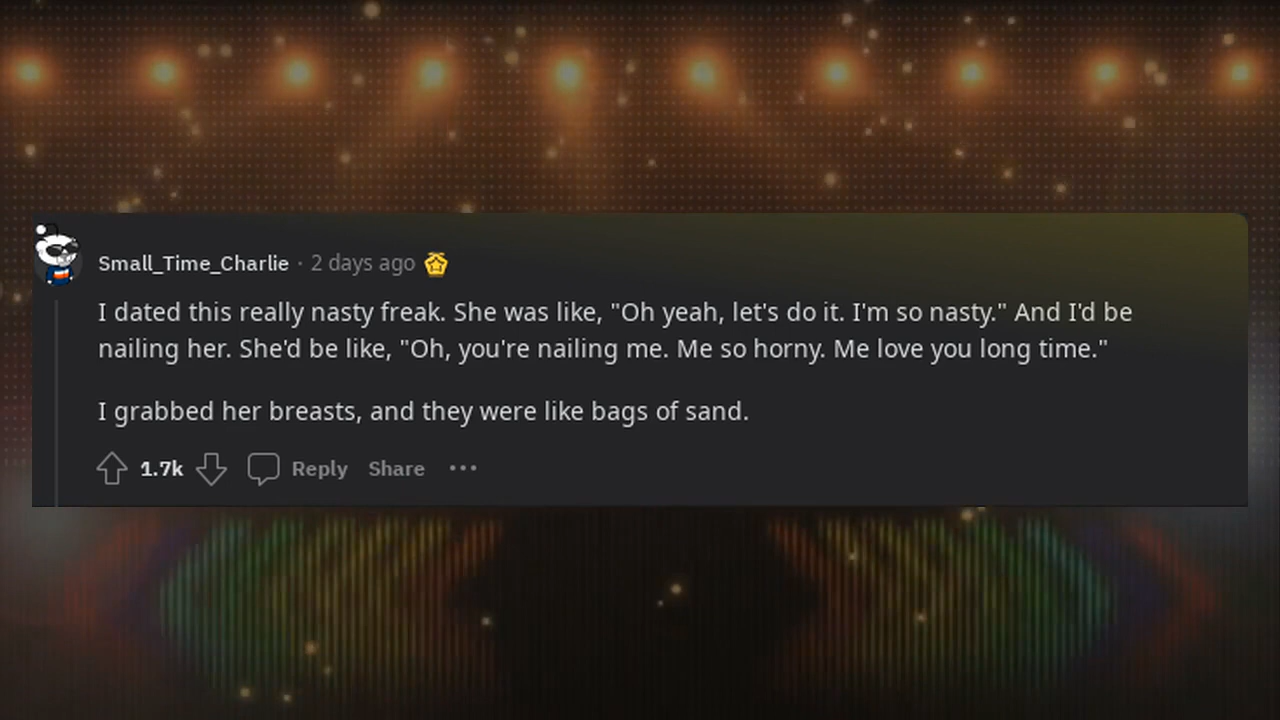 Small_Time_Charlie · 2 days ago
I dated this really nasty freak. She was like, "Oh yeah, let's do it. I'm so nasty." And I'd be
nailing her. She'd be like, "Oh, you're nailing me. Me so horny. Me love you long time."
I grabbed her breasts, and they were like bags of sand.
1.7k Reply Share ···